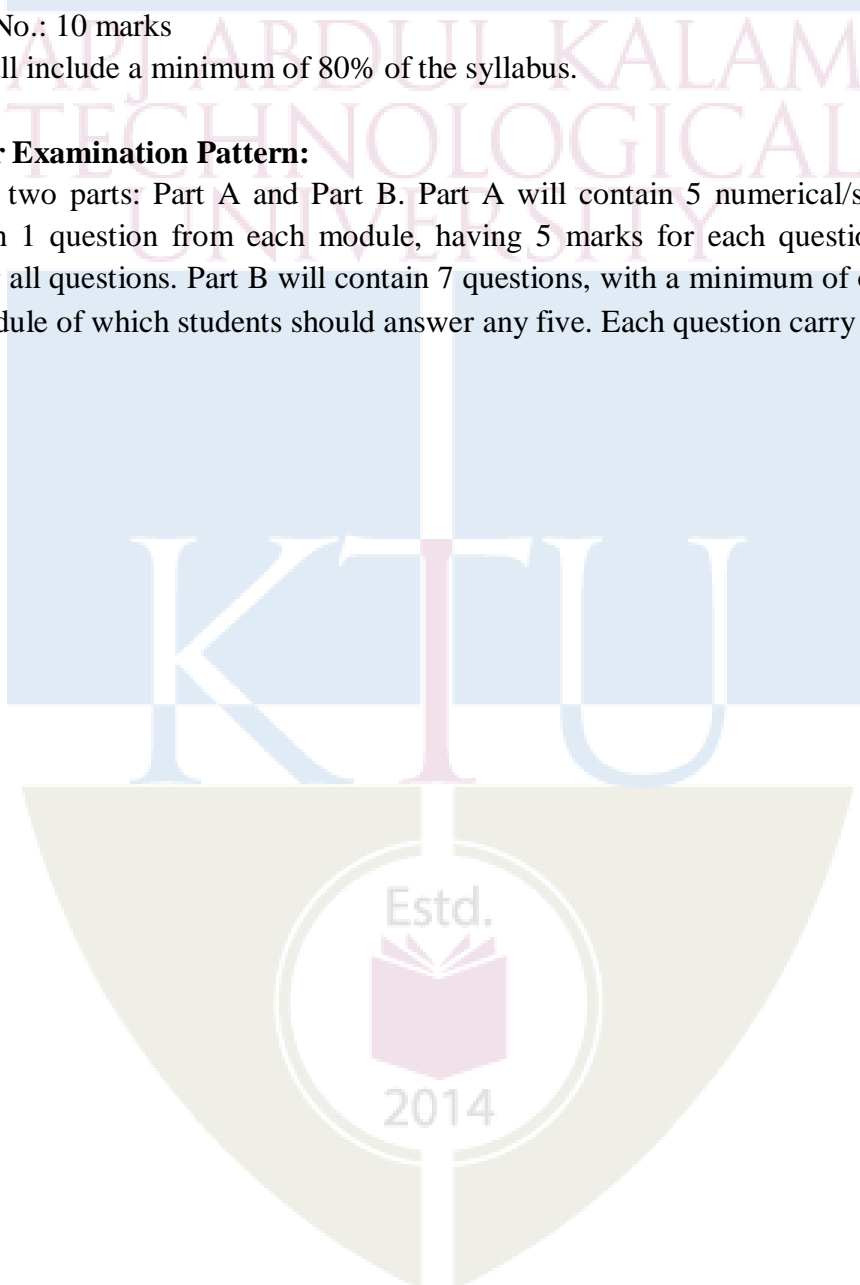 No.: 10 marks
ll include a minimum of 80% of the syllabus.
APJ ABDUL KALAM
TECHNOLOGICAL
UNIVERSITY
r Examination Pattern:
two parts: Part A and Part B. Part A will contain 5 numerical/s
n 1 question from each module, having 5 marks for each questio
r all questions. Part B will contain 7 questions, with a minimum of
dule of which students should answer any five. Each question carry
KTU
Estd.
2014